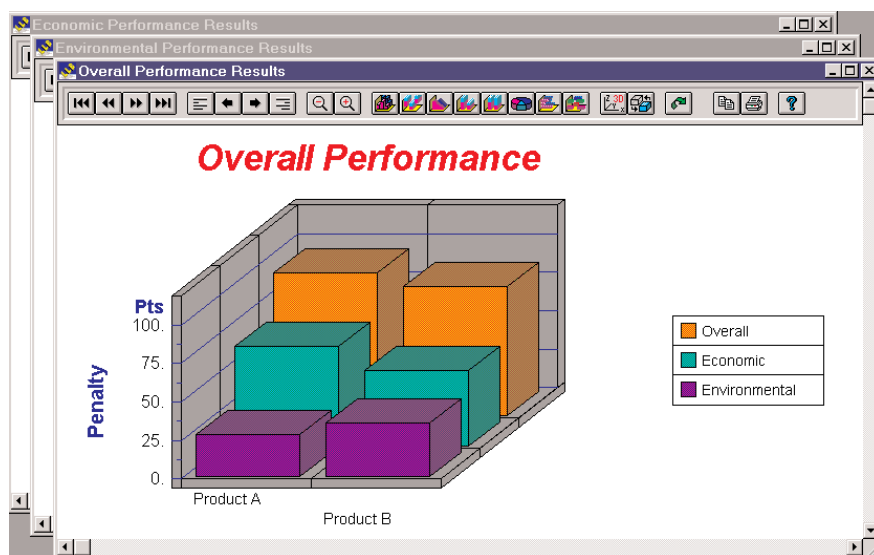 Economic Performance Results
Environmental Performance Results
Overall Performance Results
Z 3D
Y X
?
Overall Performance
Pts
100.
75.
50.
25.
0.
Penalty
Product A
Product B
Overall
Economic
Environmental